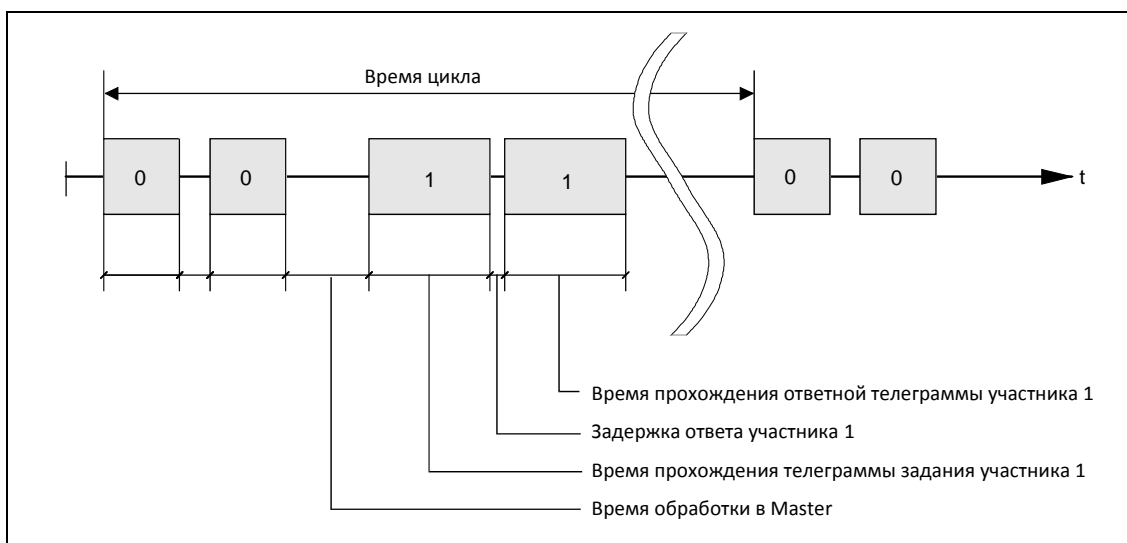 Время цикла
0 0 1 1 0 0 t
Время прохождения ответной телеграммы участника 1
Задержка ответа участника 1
Время прохождения телеграммы задания участника 1
Время обработки в Master